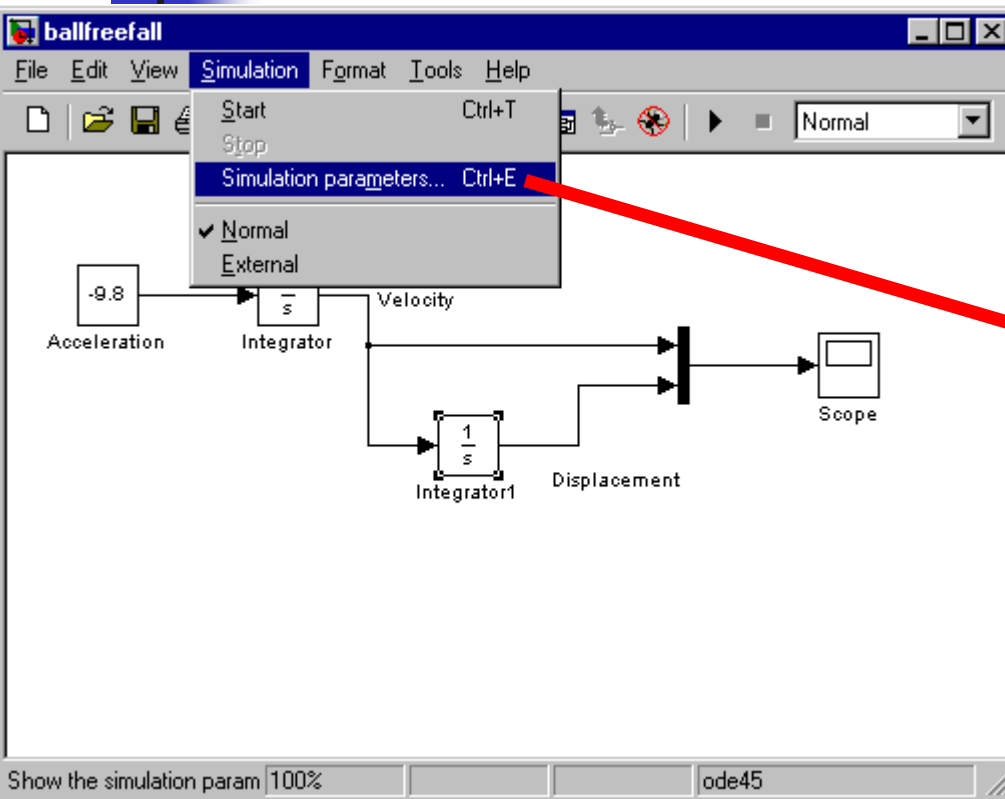 ballfreefall
File Edit View Simulation Format Tools Help
Normal
Start Ctrl+T
Stop
Simulation parameters... Ctrl+E
Normal
External
-9.8
s
Velocity
Acceleration
Integrator
Scope
1
s
Integrator1
Displacement
Show the simulation param 100% ode45